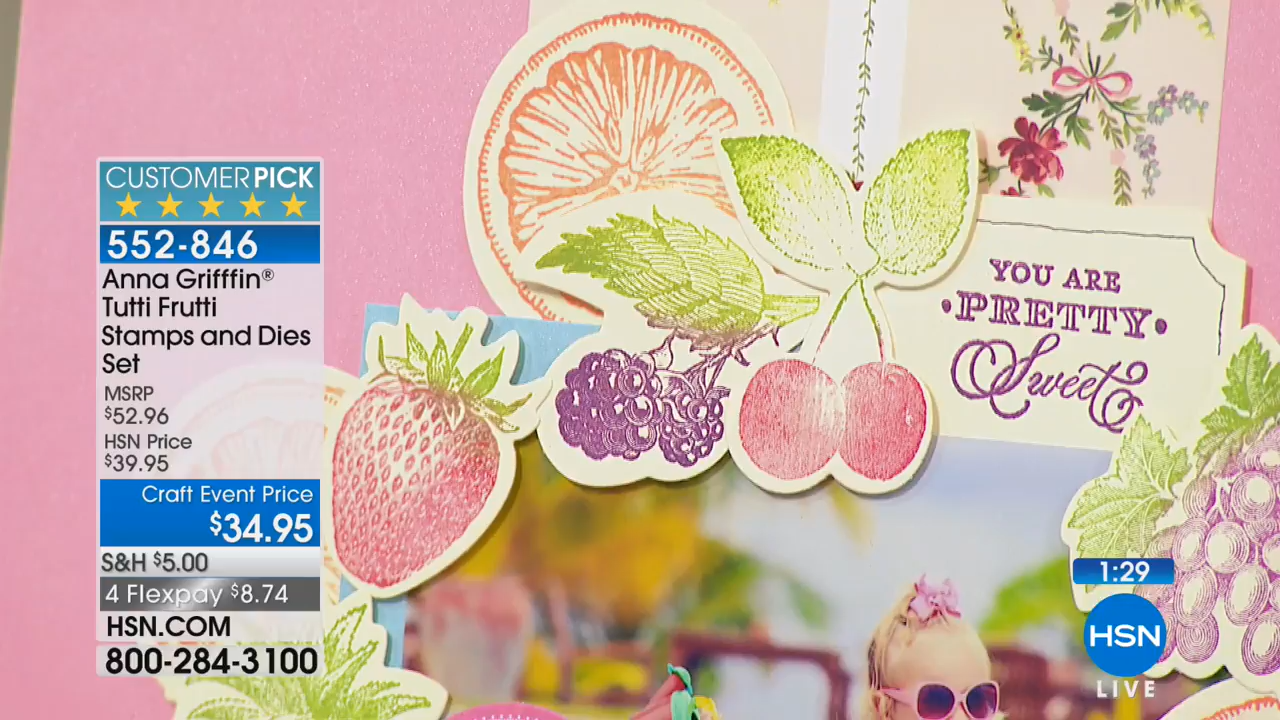 CUSTOMER PICK
552-846
Anna Grifffin®
Tutti Frutti
Stamps and Dies
Set
MSRP
$52.96
HSN Price
$39.95
Craft Event Price
$34.95
S&H $5.00
4 Flexpay $8.74
HSN.COM
800-284-3100
YOU ARE
•PRETTY•
Sweet
1:29
HSN
LIVE